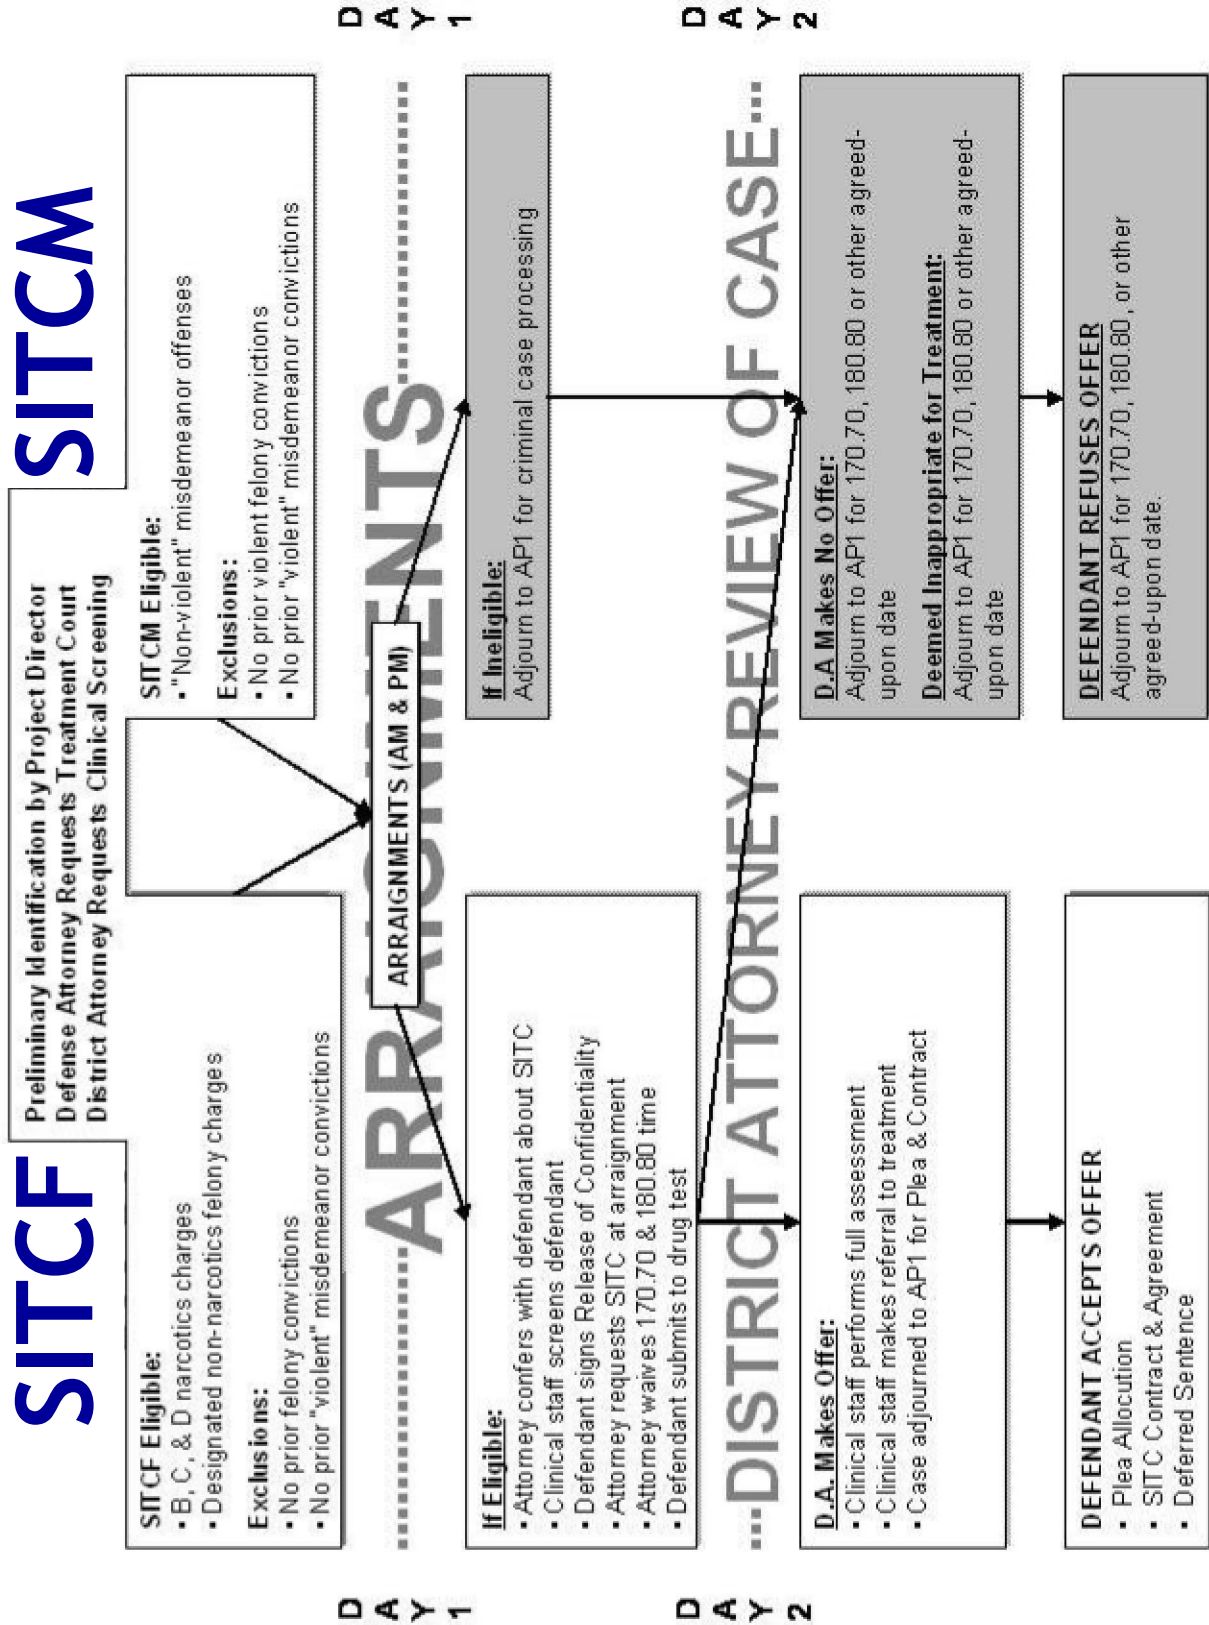 SITCF
SITCM
Preliminary Identification by Project Director
Defense Attorney Requests Treatment Court
District Attorney Requests Clinical Screening
SITCF Eligible:
▪ B, C, & D narcotics charges
▪ Designated non-narcotics felony charges
Exclusions:
▪ No prior felony convictions
▪ No prior "violent" misdemeanor convictions
SITCM Eligible:
▪ "Non-violent" misdemeanor offenses
Exclusions:
▪ No prior violent felony convictions
▪ No prior "violent" misdemeanor convictions
DAY 1
ARRAIGNMENTS
DAY 1
ARRAIGNMENTS (AM & PM)
If Eligible:
▪ Attorney confers with defendant about SITC
▪ Clinical staff screens defendant
▪ Defendant signs Release of Confidentiality
▪ Attorney requests SITC at arraignment
▪ Attorney waives 170.70 & 180.80 time
▪ Defendant submits to drug test
If Ineligible:
Adjourn to AP1 for criminal case processing
DAY 2
DISTRICT ATTORNEY REVIEW OF CASE
DAY 2
D.A. Makes Offer:
▪ Clinical staff performs full assessment
▪ Clinical staff makes referral to treatment
▪ Case adjourned to AP1 for Plea & Contract
D.A Makes No Offer:
Adjourn to AP1 for 170.70, 180.80 or other agreed-
upon date
Deemed Inappropriate for Treatment:
Adjourn to AP1 for 170.70, 180.80 or other agreed-
upon date
DEFENDANT ACCEPTS OFFER
▪ Plea Allocution
▪ SITC Contract & Agreement
▪ Deferred Sentence
DEFENDANT REFUSES OFFER
Adjourn to AP1 for 170.70, 180.80, or other
agreed-upon date.